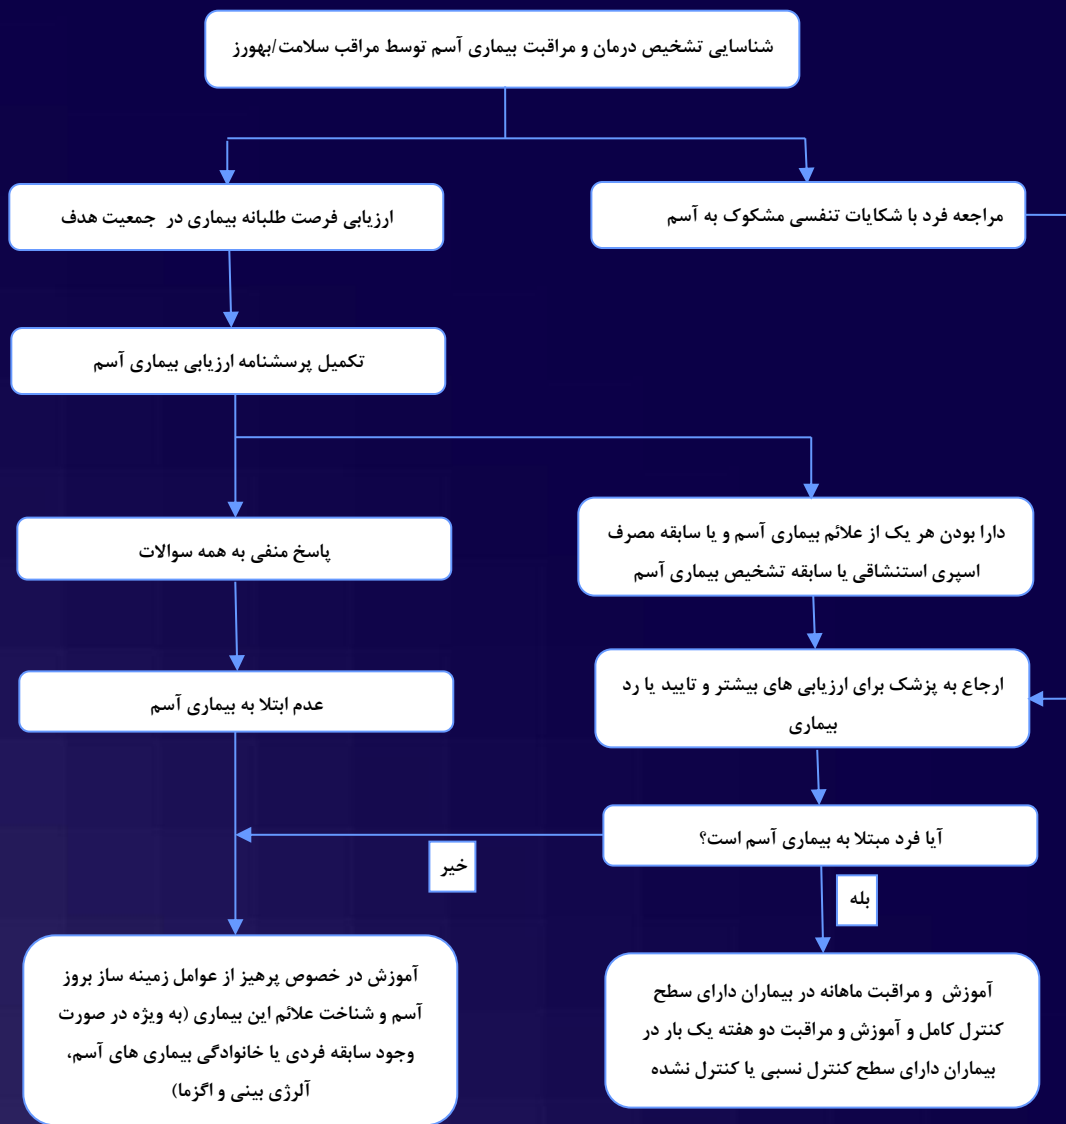 شناسایی تشخیص درمان و مراقبت بیماری آسم توسط مراقب سلامت/بهورز
مراجعه فرد با شکایات تنفسی مشکوک به آسم
ارزیابی فرصت طلبانه بیماری در جمعیت هدف
تکمیل پرسشنامه ارزیابی بیماری آسم
دارا بودن هر یک از علائم بیماری آسم و یا سابقه مصرف
اسپری استنشاقی یا سابقه تشخیص بیماری آسم
پاسخ منفی به همه سوالات
ارجاع به پزشک برای ارزیابی های بیشتر و تایید یا رد
بیماری
عدم ابتلا به بیماری آسم
آیا فرد مبتلا به بیماری آسم است؟
خیر
بله
آموزش و مراقبت ماهانه در بیماران دارای سطح
کنترل کامل و آموزش و مراقبت دو هفته یک بار در
بیماران دارای سطح کنترل نسبی یا کنترل نشده
آموزش در خصوص پرهیز از عوامل زمینه ساز بروز
آسم و شناخت علائم این بیماری (به ویژه در صورت
وجود سابقه فردی یا خانوادگی بیماری های آسم،
آلرژی بینی و اگزما)